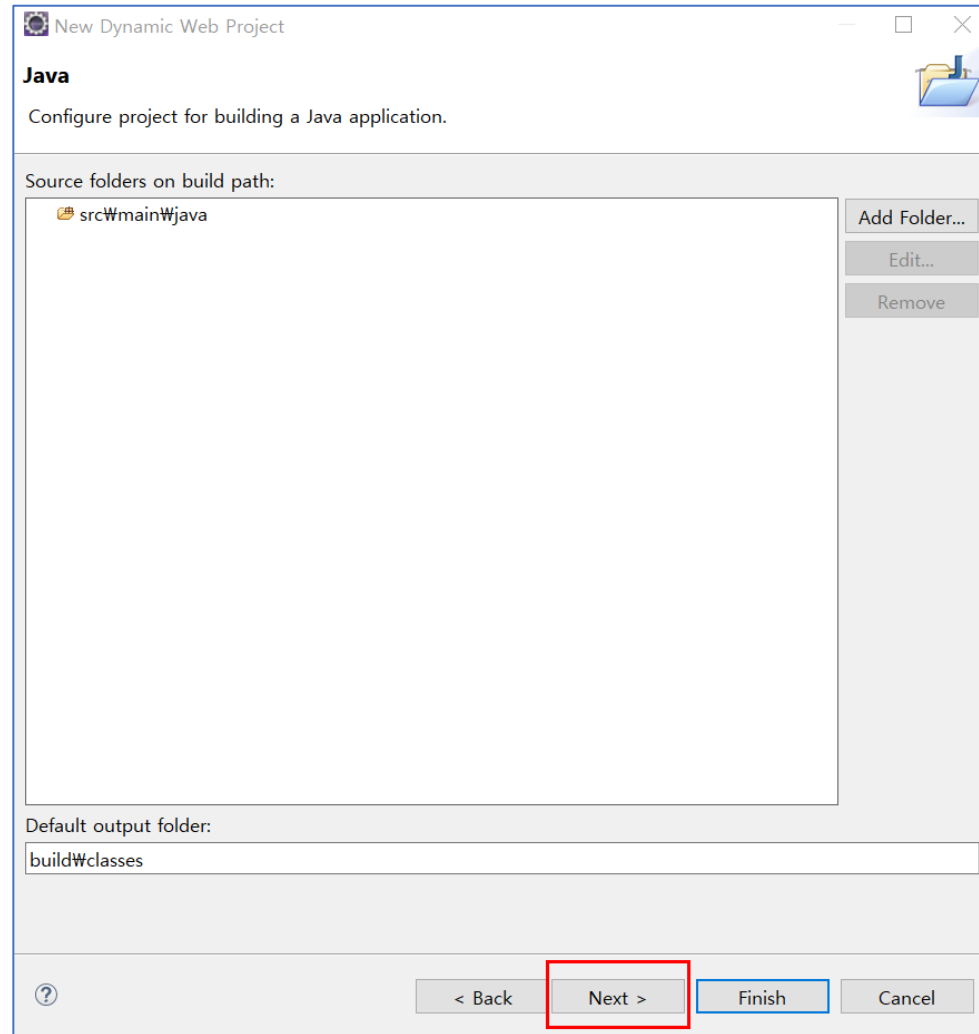 New Dynamic Web Project
Java
Configure project for building a Java application.
Source folders on build path:
src₩main₩java
Add Folder...
Edit...
Remove
Default output folder:
build₩classes
< Back Next > Finish Cancel